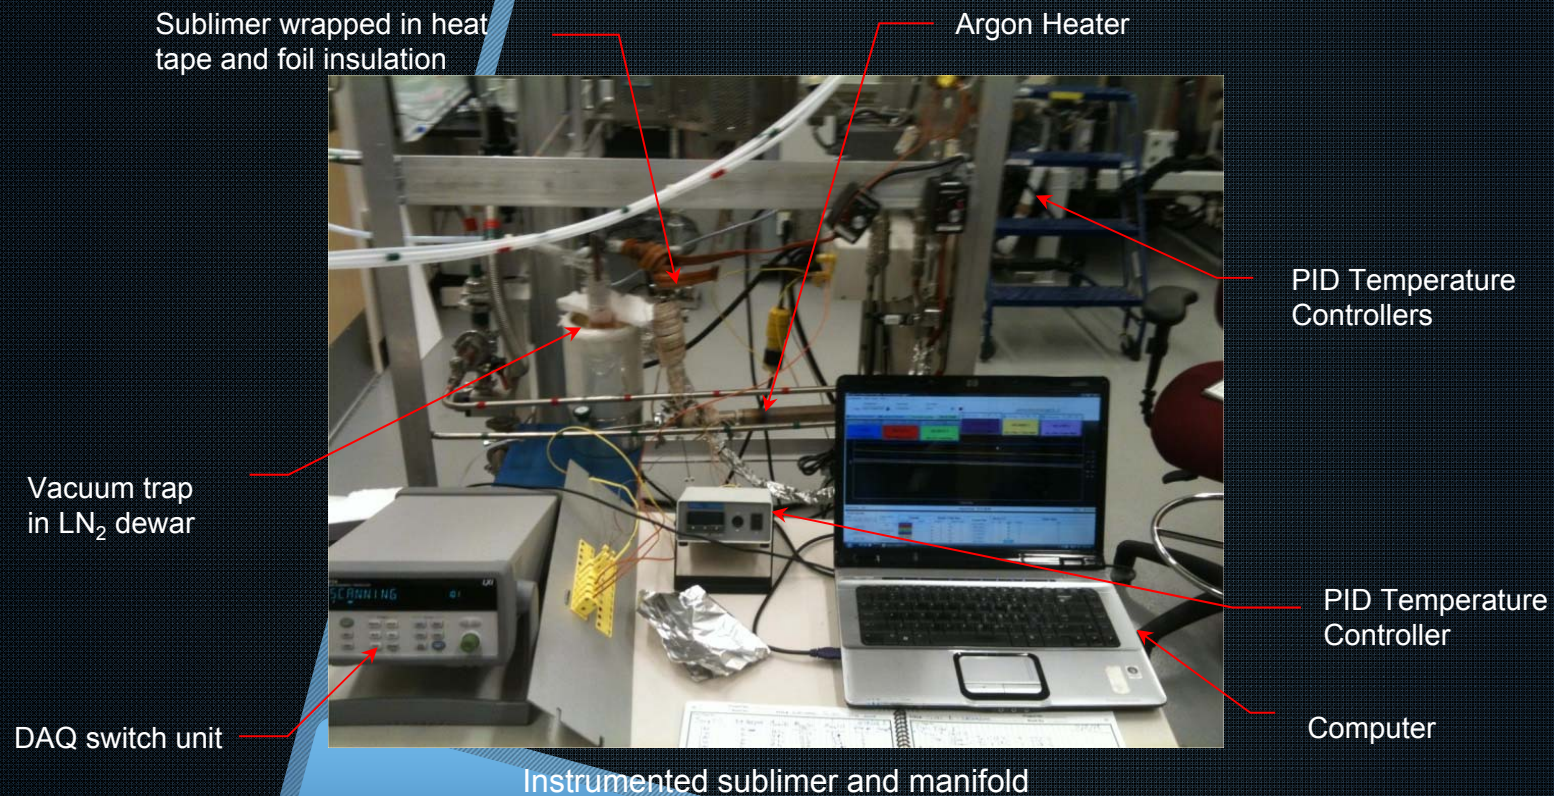 Sublimer wrapped in heat
tape and foil insulation
Argon Heater
PID Temperature
Controllers
Vacuum trap
in LN₂ dewar
SCANNING
PID Temperature
Controller
DAQ switch unit
Computer
Instrumented sublimer and manifold